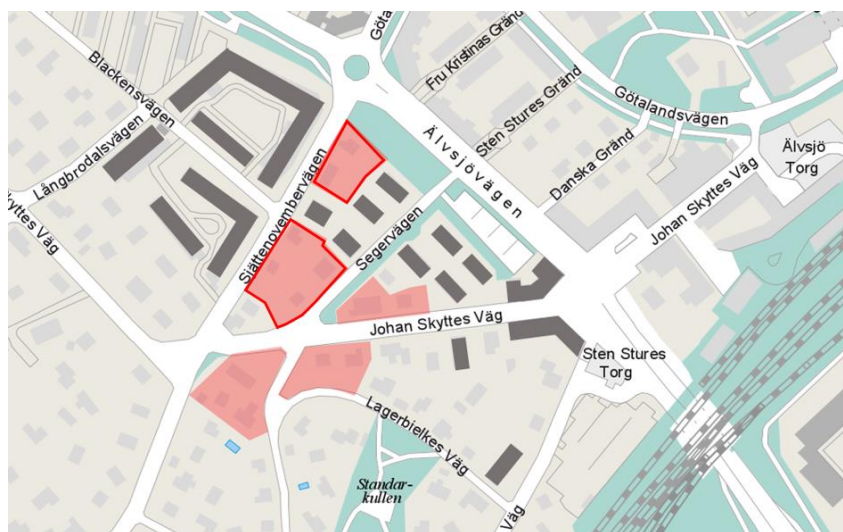 Göta
Blackensvägen
Fru Kristinas Gränd
Götalandsvägen
Sten Stures Gränd
Älvsjövägen
Långbrodalsvägen
Älvsjö
Torg
Danska Gränd
Skyttes Väg
Sjättenovembervägen
Segervägen
Johan Skyttes Väg
Johan Skyttes Väg
Sten Stures
Torg
Lagerbielkes Väg
Standar-
kullen
Väg